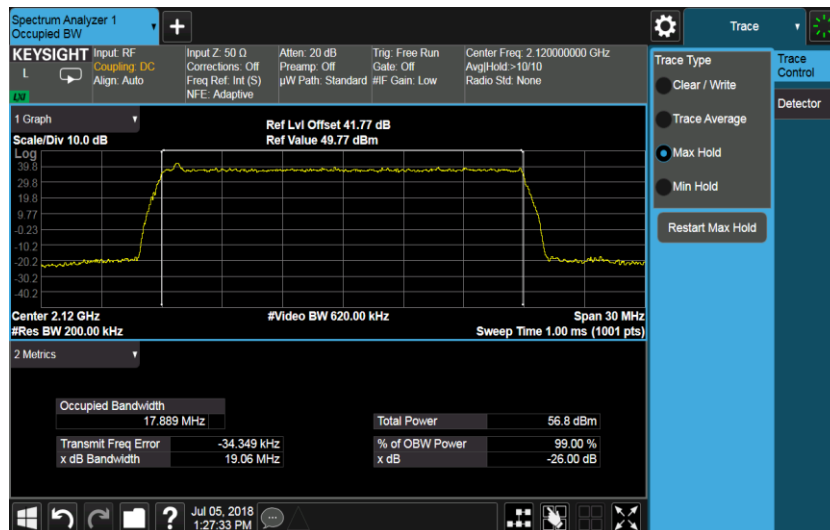 Spectrum Analyzer 1
Occupied BW
+
Trace
KEYSIGHT
L
Input: RF
Coupling: DC
Align: Auto
Input Z: 50 Ω
Corrections: Off
Freq Ref: Int (S)
NFE: Adaptive
Atten: 20 dB
Preamp: Off
µW Path: Standard
Trig: Free Run
Gate: Off
#IF Gain: Low
Center Freq: 2.120000000 GHz
Avg|Hold:>10/10
Radio Std: None
Trace Type
Clear / Write
Trace Average
Max Hold
Min Hold
Restart Max Hold
Trace
Control
Detector
1 Graph
Scale/Div 10.0 dB
Ref Lvl Offset 41.77 dB
Ref Value 49.77 dBm
Log
39.8
29.8
19.8
9.77
-0.23
-10.2
-20.2
-30.2
-40.2
Center 2.12 GHz
#Res BW 200.00 kHz
#Video BW 620.00 kHz
Span 30 MHz
Sweep Time 1.00 ms (1001 pts)
2 Metrics
Occupied Bandwidth
17.889 MHz
Total Power 56.8 dBm
Transmit Freq Error -34.349 kHz
% of OBW Power 99.00 %
x dB Bandwidth 19.06 MHz
x dB -26.00 dB
?
Jul 05, 2018
1:27:33 PM